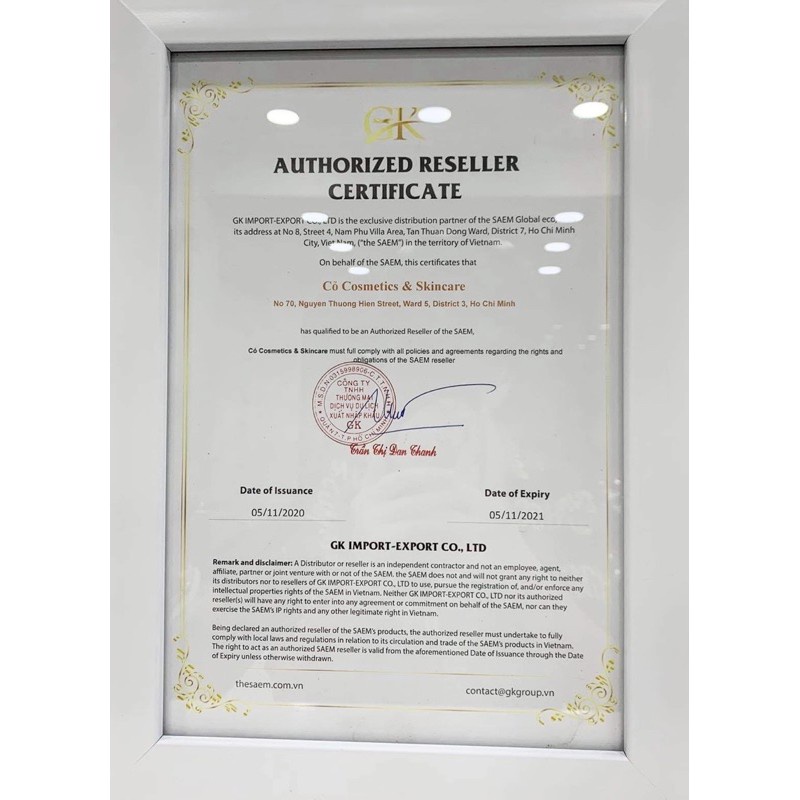 GK
AUTHORIZED RESELLER
CERTIFICATE
GK IMPORT-EXPORT CO., LTD is the exclusive distribution partner of the SAEM Global eco,
its address at No 8, Street 4, Nam Phu Villa Area, Tan Thuan Dong Ward, District 7, Ho Chi Minh
City, Viet Nam, ("the SAEM") in the territory of Vietnam.
On behalf of the SAEM, this certificates that
Cỏ Cosmetics & Skincare
No 70, Nguyen Thuong Hien Street, Ward 5, District 3, Ho Chi Minh
has qualified to be an Authorized Reseller of the SAEM,
Cỏ Cosmetics & Skincare must full comply with all policies and agreements regarding the rights and
obligations of the SAEM reseller
M.S.D.N:0315998906-C.T.T.N.H.H
CÔNG TY
TNHH
THƯƠNG MẠI
DỊCH VỤ DU LỊCH
XUẤT NHẬP KHẨU
GK
QUẬN 7-T.P HỒ CHÍ MINH
Trần Thị Đan Thanh
Date of Issuance
05/11/2020
Date of Expiry
05/11/2021
GK IMPORT-EXPORT CO., LTD
Remark and disclaimer: A Distributor or reseller is an independent contractor and not an employee, agent,
affiliate, partner or joint venture with or not of the SAEM. the SAEM does not and will not grant any right to neither
its distributors nor to resellers of GK IMPORT-EXPORT CO., LTD to use, pursue the registration of, and/or enforce any
intellectual properties rights of the SAEM in Vietnam. Neither GK IMPORT-EXPORT CO., LTD nor its authorized
reseller(s) will have any right to enter into any agreement or commitment on behalf of the SAEM, nor can they
exercise the SAEM's IP rights and any other legitimate right in Vietnam.
Being declared an authorized reseller of the SAEM's products, the authorized reseller must undertake to fully
comply with local laws and regulations in relation to its circulation and trade of the SAEM's products in Vietnam.
The right to act as an authorized SAEM reseller is valid from the aforementioned Date of Issuance through the Date
of Expiry unless otherwise withdrawn.
thesaem.com.vn
contact@gkgroup.vn